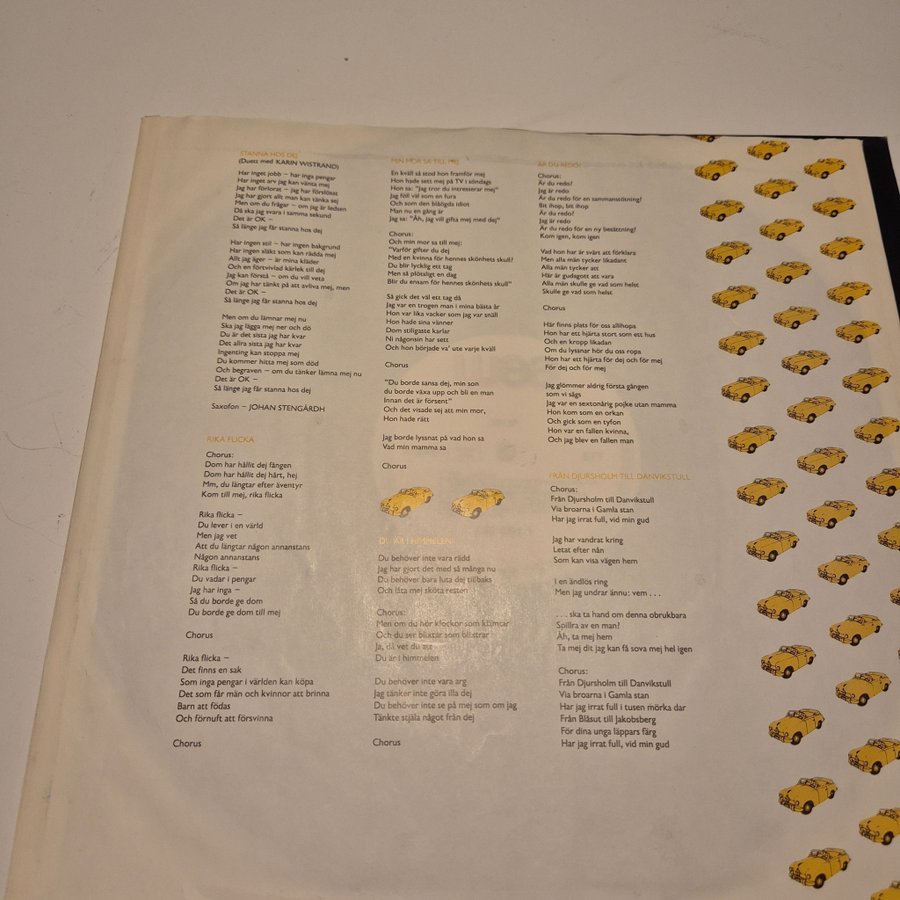 STANNA HOS DEJ
(Duett med KARIN WISTRAND)
Har inget jobb – har inga pengar
Har inget arv jag kan vänta mej
Jag har förlorat – jag har förslösat
Jag har gjort allt man kan tänka sej
Men om du frågar – om jag är ledsen
Då ska jag svara i samma sekund
Det är OK –
Så länge jag får stanna hos dej
Har ingen stil – har ingen bakgrund
Har ingen släkt som kan rädda mej
Allt jag äger – är mina kläder
Och en förtvivlad kärlek till dej
Jag kan förstå – om du vill veta
Om jag har tänkt på att avliva mej, men
Det är OK –
Så länge jag får stanna hos dej
Men om du lämnar mej nu
Ska jag lägga mej ner och dö
Du är det sista jag har kvar
Det allra sista jag har kvar
Ingenting kan stoppa mej
Du kommer hitta mej som död
Och begraven – om du tänker lämna mej nu
Det är OK –
Så länge jag får stanna hos dej
Saxofon – JOHAN STENGÅRDH
RIKA FLICKA
Chorus:
Dom har hållit dej fången
Dom har hållit dej hårt, hej
Mm, du längtar efter äventyr
Kom till mej, rika flicka
Rika flicka –
Du lever i en värld
Men jag vet
Att du längtar någon annanstans
Någon annanstans
Rika flicka –
Du vadar i pengar
Jag har inga –
Så du borde ge dom
Du borde ge dom till mej
Chorus
Rika flicka –
Det finns en sak
Som inga pengar i världen kan köpa
Det som får män och kvinnor att brinna
Barn att födas
Och förnuft att försvinna
Chorus
MIN MOR SA TILL MEJ
En kväll så stod hon framför mej
Hon hade sett mej på TV i söndags
Hon sa: "Jag tror du intresserar mej"
Jag föll väl som en fura
Och som den blåögda idiot
Man nu en gång är
Jag sa: "Åh, jag vill gifta mej med dej"
Chorus:
Och min mor sa till mej:
"Varför gifter du dej
Med en kvinna för hennes skönhets skull?
Du blir lycklig ett tag
Men så plötsligt en dag
Blir du ensam för hennes skönhets skull"
Så gick det väl ett tag då
Jag var en trogen man i mina bästa år
Hon var lika vacker som jag var snäll
Hon hade sina vänner
Dom stiligaste karlar
Ni någonsin har sett
Och hon började va' ute varje kväll
Chorus
"Du borde sansa dej, min son
du borde växa upp och bli en man
Innan det är försent"
Och det visade sej att min mor,
Hon hade rätt
Jag borde lyssnat på vad hon sa
Vad min mamma sa
Chorus
DU ÄR I HIMMELEN
Du behöver inte vara rädd
Jag har gjort det med så många nu
Du behöver bara luta dej tillbaks
Och låta mej sköta resten
Chorus:
Men om du hör klockor som klämtar
Och du ser blixtar som blixtrar
Ja, då vet du att
Du är i himmelen
Du behöver inte vara arg
Jag tänker inte göra illa dej
Du behöver inte se på mej som om jag
Tänkte stjäla något från dej
Chorus
ÄR DU REDO?
Chorus:
Är du redo?
Jag är redo
Är du redo för en sammansötning!
Bit ihop, bit ihop
Är du redo?
Jag är redo
Är du redo för en ny besättning!
Kom igen, kom igen
Vad hon har är svårt att förklara
Men alla män tycker likadant
Alla män tycker att
Här är gudagott att vara
Alla män skulle ge vad som helst
Skulle ge vad som helst
Chorus
Här finns plats för oss allihopa
Hon har ett hjärta stort som ett hus
Och en kropp likadan
Om du lyssnar hör du oss ropa
Hon har ett hjärta för dej och för mej
För dej och för mej
Jag glömmer aldrig första gången
som vi sågs
Jag var en sextonårig pojke utan mamma
Hon kom som en orkan
Och gick som en tyfon
Hon var en fallen kvinna,
Och jag blev en fallen man
FRÅN DJURSHOLM TILL DANVIKSTULL
Chorus:
Från Djursholm till Danvikstull
Via broarna i Gamla stan
Har jag irrat full, vid min gud
Jag har vandrat kring
Letat efter nån
Som kan visa vägen hem
I en ändlös ring
Men jag undrar ännu: vem . . .
. . . ska ta hand om denna obrukbara
Spillra av en man?
Åh, ta mej hem
Ta mej dit jag kan få sova mej hel igen
Chorus:
Från Djursholm till Danvikstull
Via broarna i Gamla stan
Har jag irrat full i tusen mörka dar
Från Blåsut till Jakobsberg
För dina unga läppars färg
Har jag irrat full, vid min gud